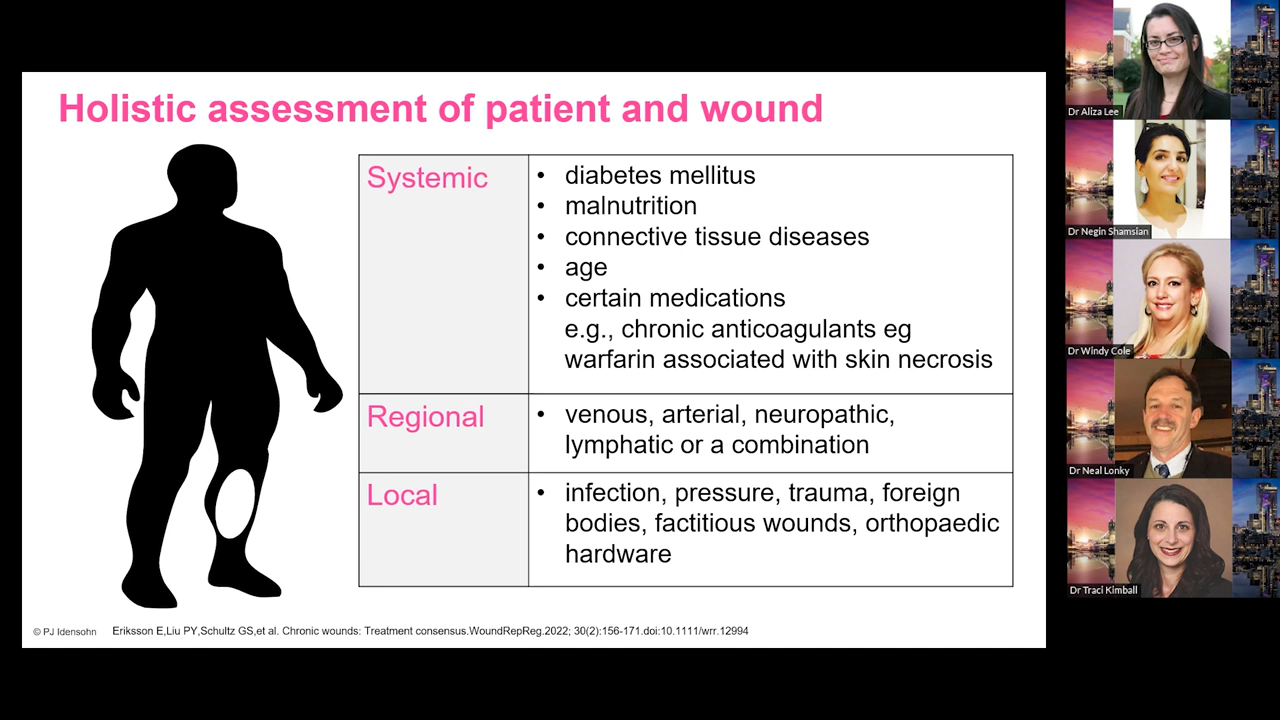 Holistic assessment of patient and wound
Systemic
• diabetes mellitus
• malnutrition
• connective tissue diseases
• age
• certain medications
e.g., chronic anticoagulants eg
warfarin associated with skin necrosis
Regional
• venous, arterial, neuropathic,
lymphatic or a combination
Local
• infection, pressure, trauma, foreign
bodies, factitious wounds, orthopaedic
hardware
© PJ Idensohn
Eriksson E,Liu PY,Schultz GS,et al. Chronic wounds: Treatment consensus.WoundRepReg.2022; 30(2):156-171.doi:10.1111/wrr.12994
Dr Aliza Lee
Dr Negin Shamsian
Dr Windy Cole
Dr Neal Lonky
Dr Traci Kimball